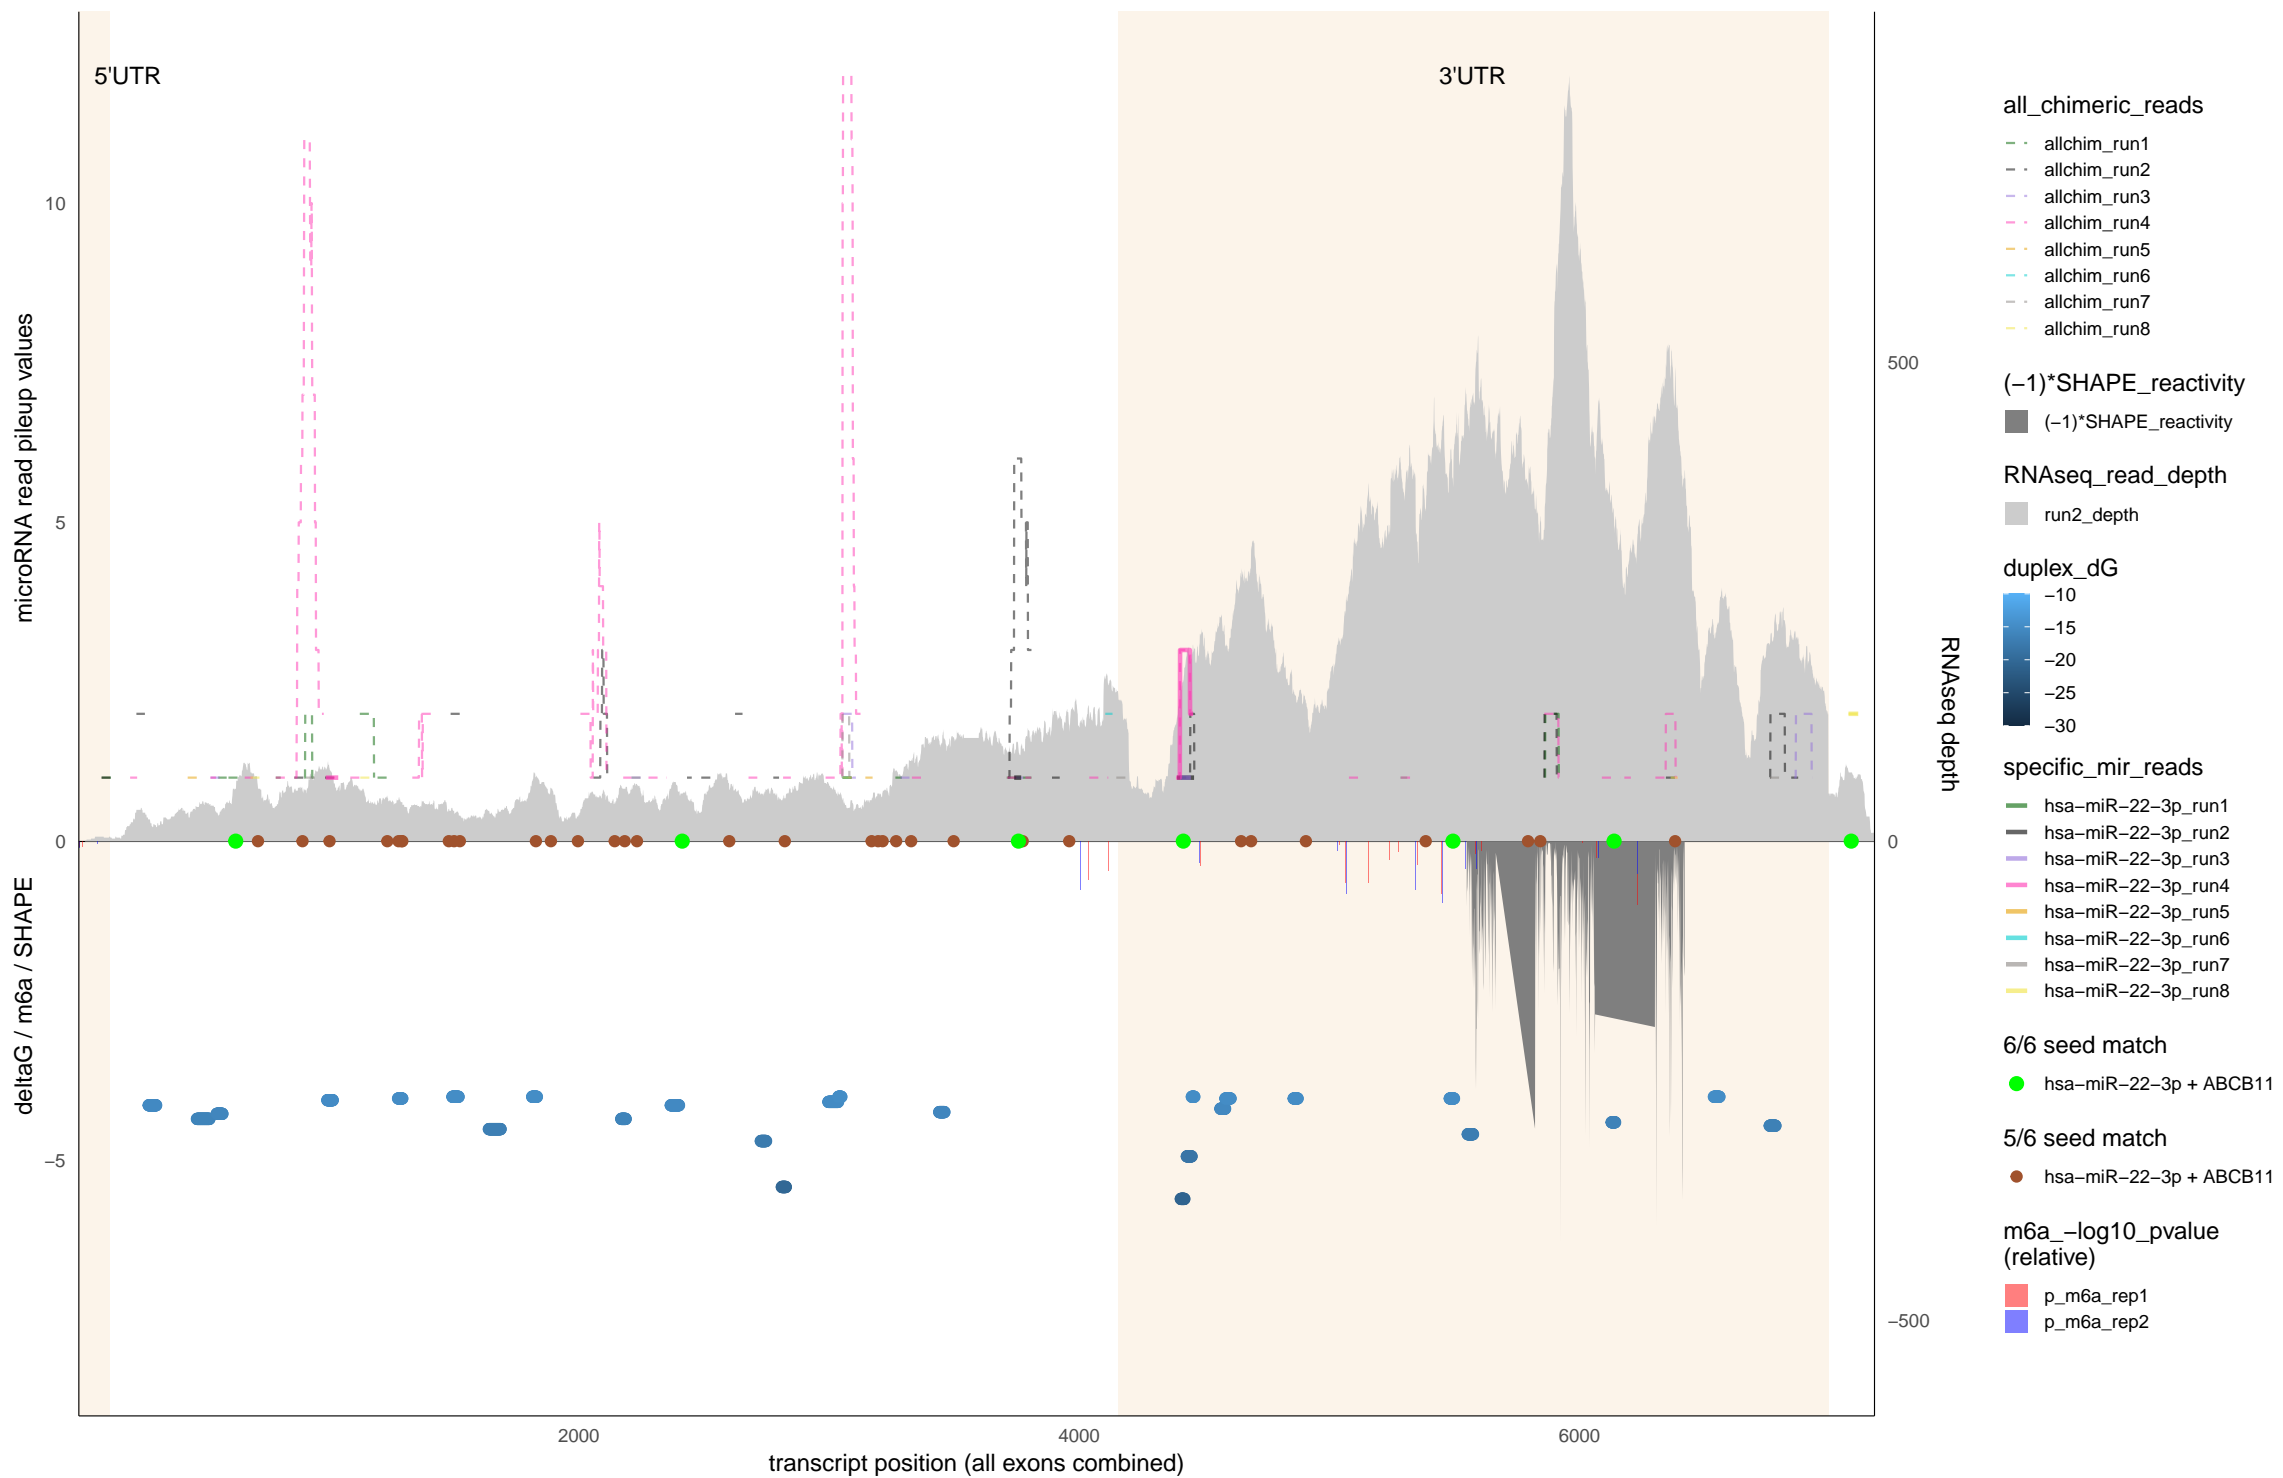 5'UTR
3'UTR
10
5
0
−5
microRNA read pileup values
deltaG / m6a / SHAPE
500
0
−500
RNAseq depth
2000
4000
6000
transcript position (all exons combined)
all_chimeric_reads
allchim_run1
allchim_run2
allchim_run3
allchim_run4
allchim_run5
allchim_run6
allchim_run7
allchim_run8
(−1)*SHAPE_reactivity
(−1)*SHAPE_reactivity
RNAseq_read_depth
run2_depth
duplex_dG
−10
−15
−20
−25
−30
specific_mir_reads
hsa−miR−22−3p_run1
hsa−miR−22−3p_run2
hsa−miR−22−3p_run3
hsa−miR−22−3p_run4
hsa−miR−22−3p_run5
hsa−miR−22−3p_run6
hsa−miR−22−3p_run7
hsa−miR−22−3p_run8
6/6 seed match
hsa−miR−22−3p + ABCB11
5/6 seed match
hsa−miR−22−3p + ABCB11
m6a_−log10_pvalue
(relative)
p_m6a_rep1
p_m6a_rep2